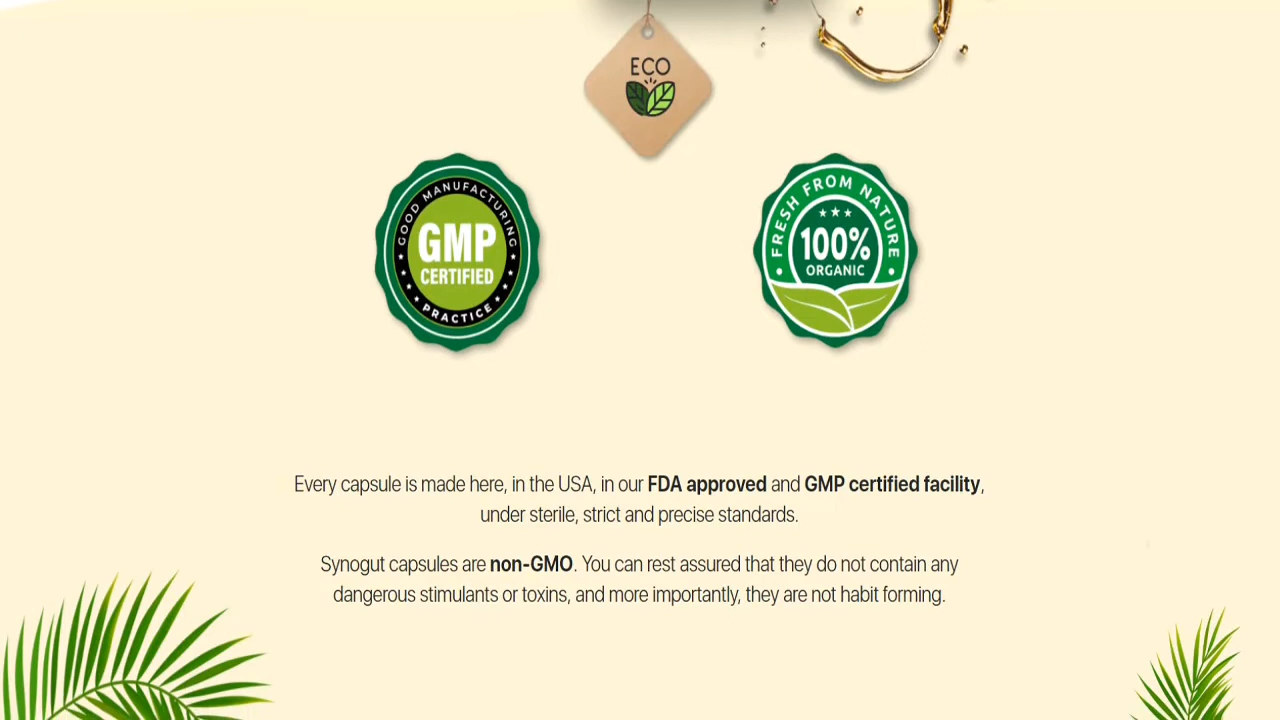 ECO
GOOD MANUFACTURING
GMP
CERTIFIED
PRACTICE
FRESH FROM NATURE
100%
ORGANIC
Every capsule is made here, in the USA, in our FDA approved and GMP certified facility,
under sterile, strict and precise standards.
Synogut capsules are non-GMO. You can rest assured that they do not contain any
dangerous stimulants or toxins, and more importantly, they are not habit forming.